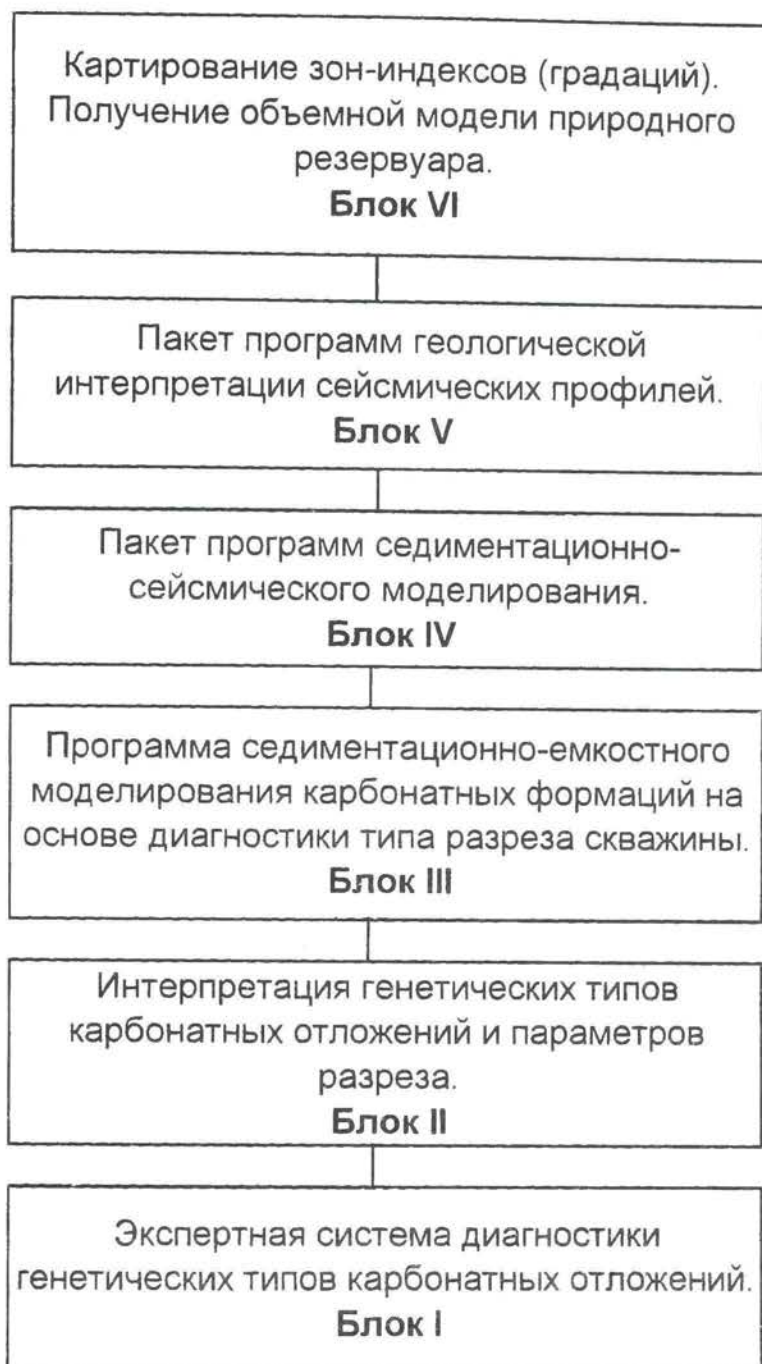 Картирование зон-индексов (градаций).
Получение объемной модели природного
резервуара.
Блок VI
Пакет программ геологической
интерпретации сейсмических профилей.
Блок V
Пакет программ седиментационно-
сейсмического моделирования.
Блок IV
Программа седиментационно-емкостного
моделирования карбонатных формаций на
основе диагностики типа разреза скважины.
Блок III
Интерпретация генетических типов
карбонатных отложений и параметров
разреза.
Блок II
Экспертная система диагностики
генетических типов карбонатных отложений.
Блок I